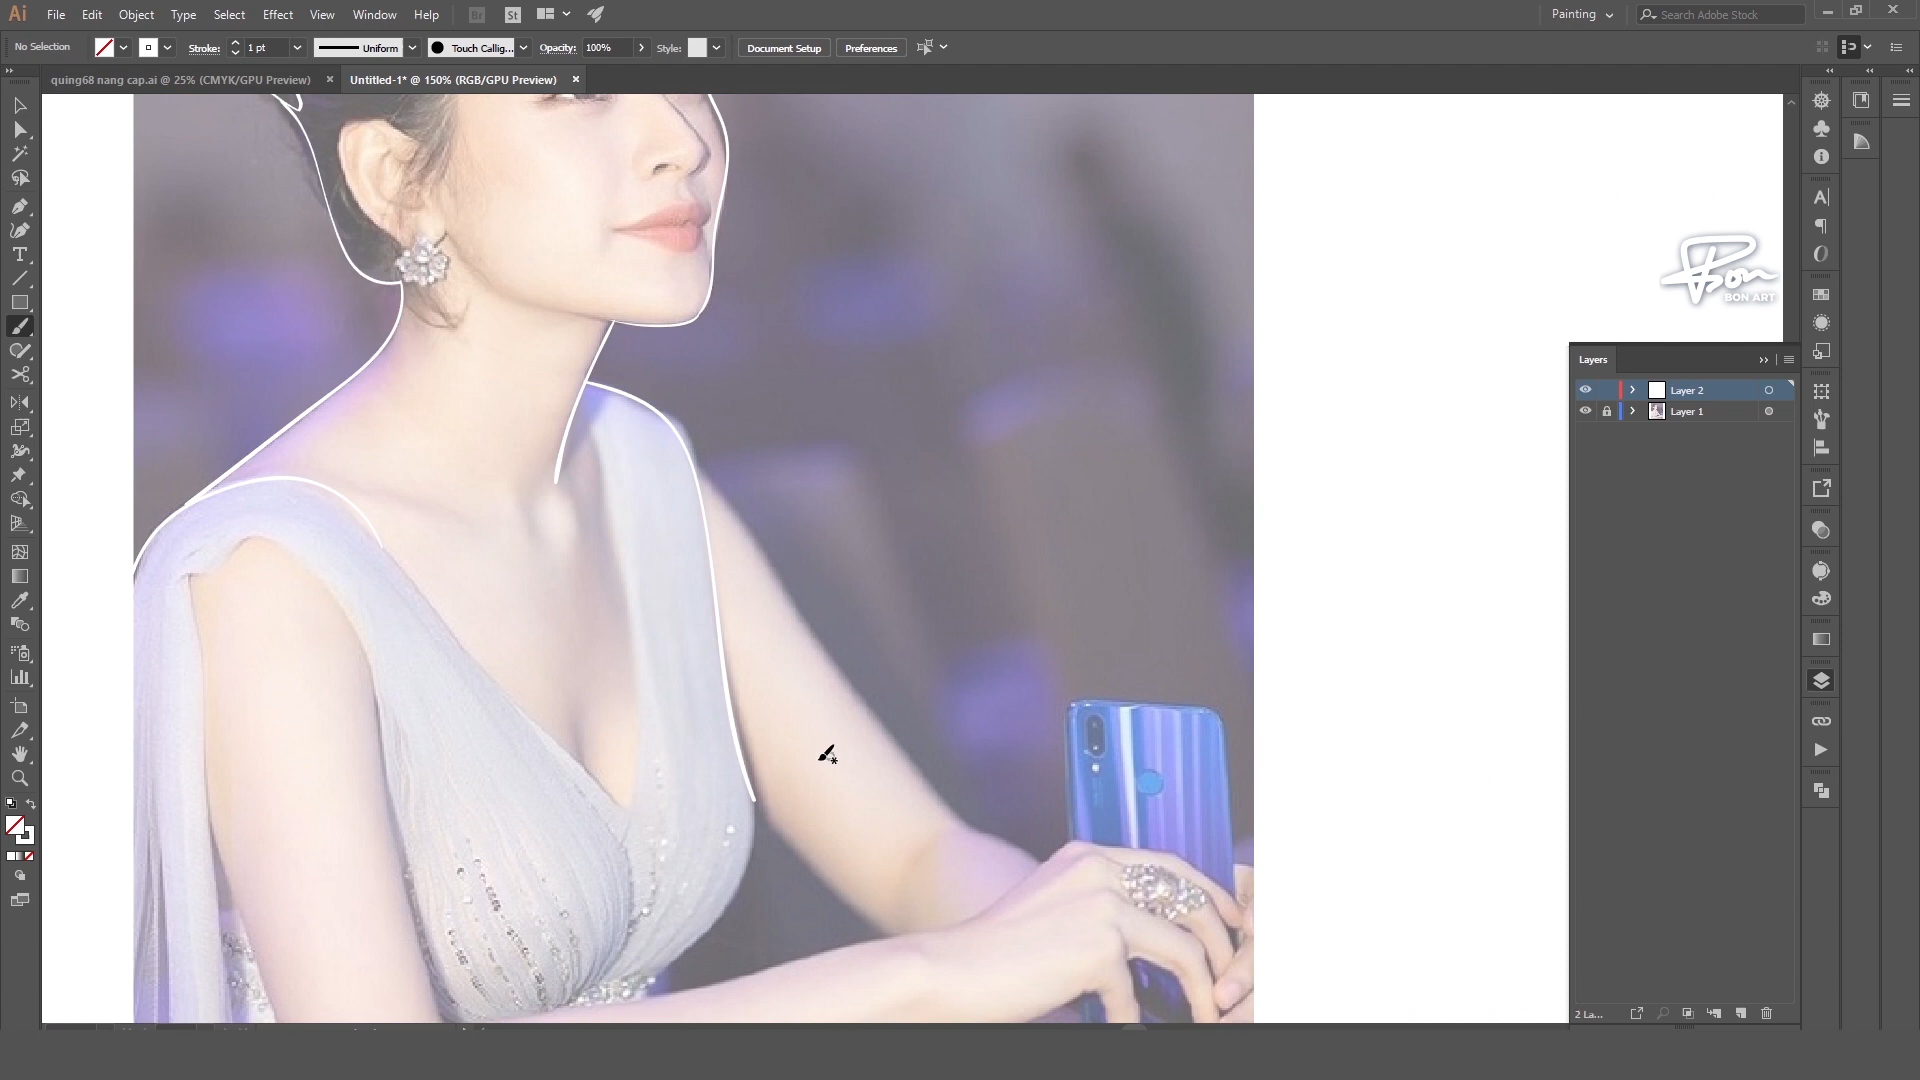 Ai File Edit Object Type Select Effect View Window Help Br St Painting Search Adobe Stock
No Selection Stroke: 1 pt Uniform Touch Callig... Opacity: 100% Style: Document Setup Preferences
quing68 nang cap.ai @ 25% (CMYK/GPU Preview) × Untitled-1* @ 150% (RGB/GPU Preview) ×
Bon
BON ART
Layers
Layer 2
Layer 1
2 La...